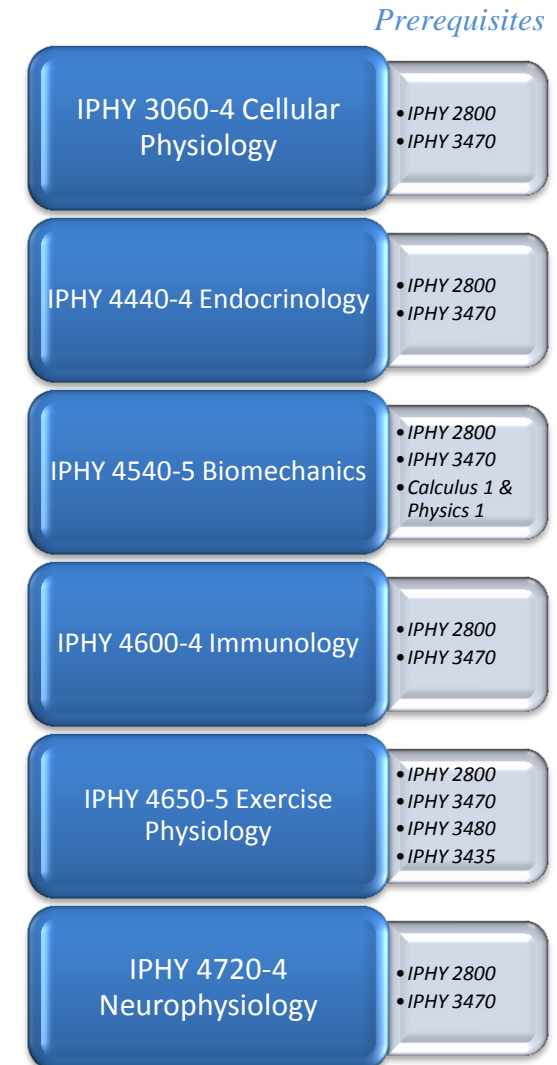 Prerequisites
IPHY 3060-4 Cellular
Physiology
• IPHY 2800
• IPHY 3470
IPHY 4440-4 Endocrinology
• IPHY 2800
• IPHY 3470
IPHY 4540-5 Biomechanics
• IPHY 2800
• IPHY 3470
• Calculus 1 &
Physics 1
IPHY 4600-4 Immunology
• IPHY 2800
• IPHY 3470
IPHY 4650-5 Exercise
Physiology
• IPHY 2800
• IPHY 3470
• IPHY 3480
• IPHY 3435
IPHY 4720-4
Neurophysiology
• IPHY 2800
• IPHY 3470